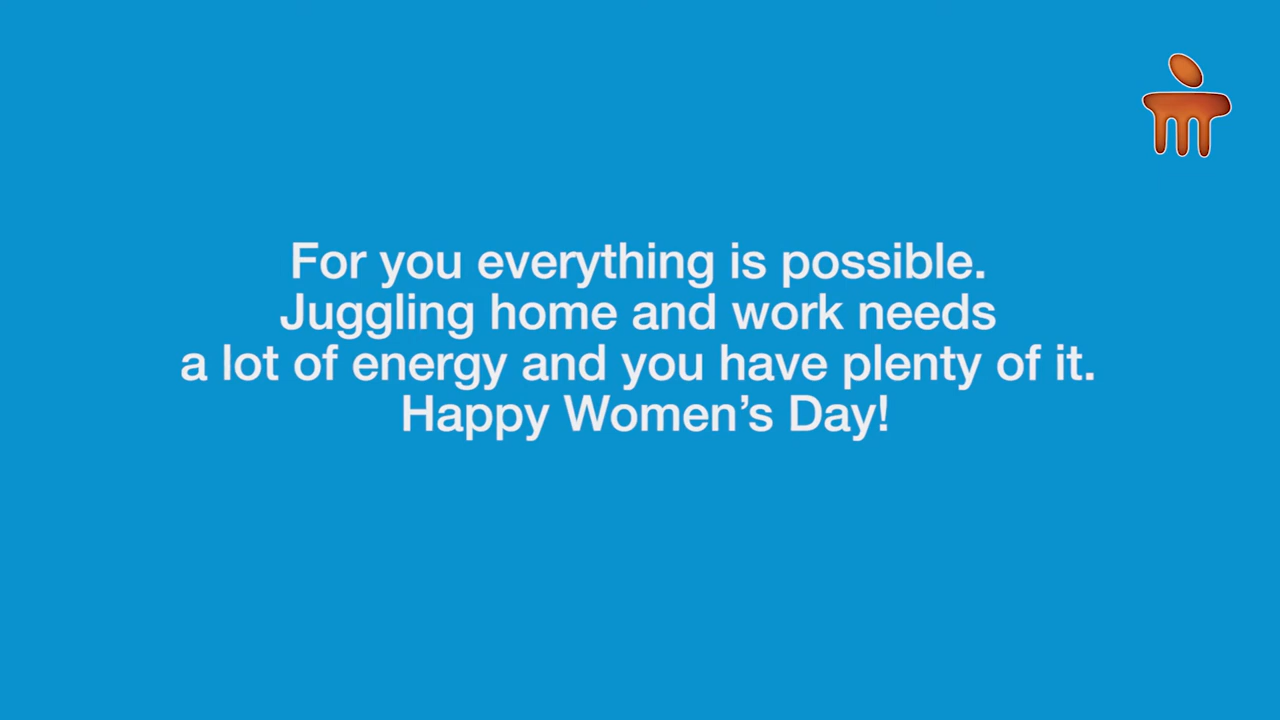 For you everything is possible.
Juggling home and work needs
a lot of energy and you have plenty of it.
Happy Women’s Day!